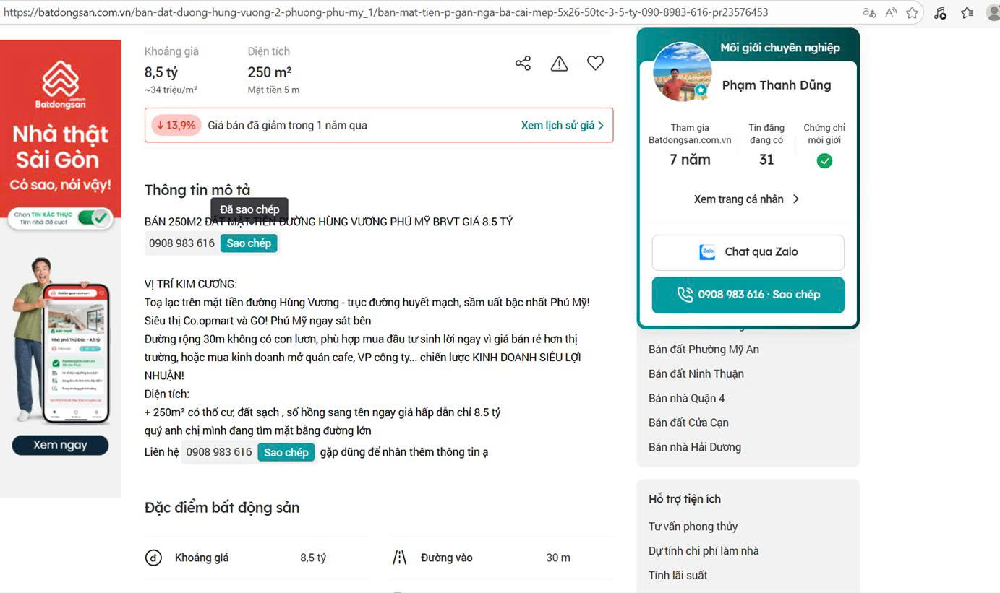 https://batdongsan.com.vn/ban-dat-duong-hung-vuong-2-phuong-phu-my_1/ban-mat-tien-p-gan-nga-ba-cai-mep-5x26-50tc-3-5-ty-090-8983-616-pr23576453
Khoảng giá
Diện tích
8,5 tỷ
250 m²
~34 triệu/m²
Mặt tiền 5 m
13,9%
Giá bán đã giảm trong 1 năm qua
Xem lịch sử giá
Thông tin mô tả
Đã sao chép
BÁN 250M2 ĐẤT MẶT TIỀN ĐƯỜNG HÙNG VƯƠNG PHÚ MỸ BRVT GIÁ 8.5 TỶ
0908 983 616 Sao chép
VỊ TRÍ KIM CƯƠNG:
Toạ lạc trên mặt tiền đường Hùng Vương - trục đường huyết mạch, sầm uất bậc nhất Phú Mỹ!
Siêu thị Co.opmart và GO! Phú Mỹ ngay sát bên
Đường rộng 30m không có con lươn, phù hợp mua đầu tư sinh lời ngay vì giá bán rẻ hơn thị
trường, hoặc mua kinh doanh mở quán cafe, VP công ty... chiến lược KINH DOANH SIÊU LỢI
NHUẬN!
Diện tích:
+ 250m² có thổ cư, đất sạch , sổ hồng sang tên ngay giá hấp dẫn chỉ 8.5 tỷ
quý anh chị mình đang tìm mặt bằng đường lớn
Liên hệ 0908 983 616 Sao chép gặp dũng để nhân thêm thông tin ạ
Đặc điểm bất động sản
Khoảng giá
8,5 tỷ
Đường vào
30 m
Môi giới chuyên nghiệp
Phạm Thanh Dũng
Tham gia
Batdongsan.com.vn
7 năm
Tin đăng
đang có
31
Chứng chỉ
môi giới
Xem trang cá nhân
Zalo
Chat qua Zalo
0908 983 616 · Sao chép
Bán đất Phường Mỹ An
Bán đất Ninh Thuận
Bán nhà Quận 4
Bán đất Cửa Cạn
Bán nhà Hải Dương
Hỗ trợ tiện ích
Tư vấn phong thủy
Dự tính chi phí làm nhà
Tính lãi suất
.com.vn
Batdongsan
Nhà thật
Sài Gòn
Có sao, nói vậy!
Chọn TIN XÁC THỰC
Tìm nhà đỡ cực!
Nhà phố Thủ Đức - 4,5 tỷ
Xem ngay